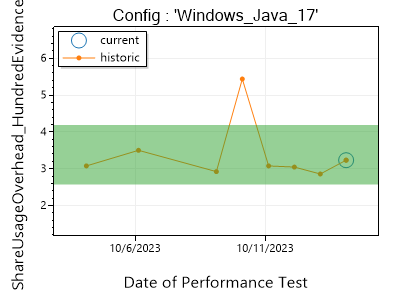 Config : 'Windows_Java_17'
current
historic
ShareUsageOverhead_HundredEvidence
6
5
4
3
2
10/6/2023
10/11/2023
Date of Performance Test